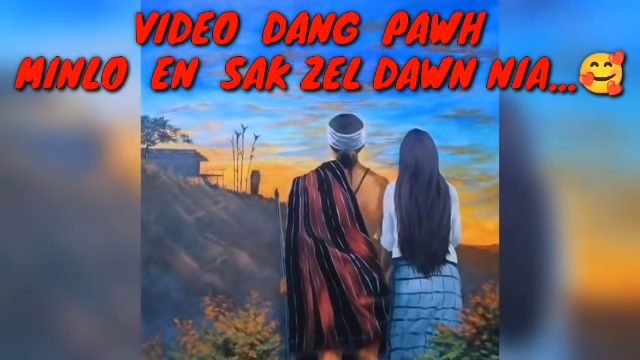 VIDEO DANG PAWH
MINLO EN SAK ZEL DAWN NIA...🥰